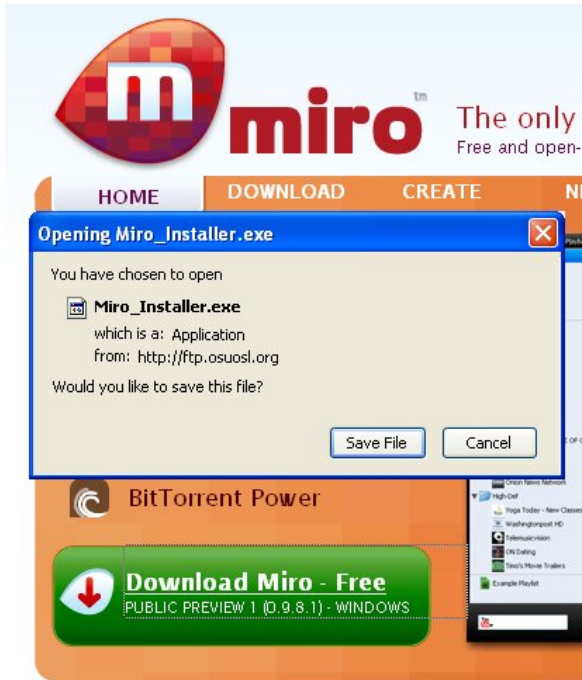 m
miro™
The only
Free and open-
HOME DOWNLOAD CREATE
Opening Miro_Installer.exe
You have chosen to open
Miro_Installer.exe
which is a: Application
from: http://ftp.osuosl.org
Would you like to save this file?
Save File Cancel
Onion News Network
High-Def
Yoga Today - New Classes
Washingtonpost HD
Telemusicvision
ON Dating
Timo's Movie Trailers
Example Playlist
BitTorrent Power
Download Miro - Free
PUBLIC PREVIEW 1 (0.9.8.1) - WINDOWS